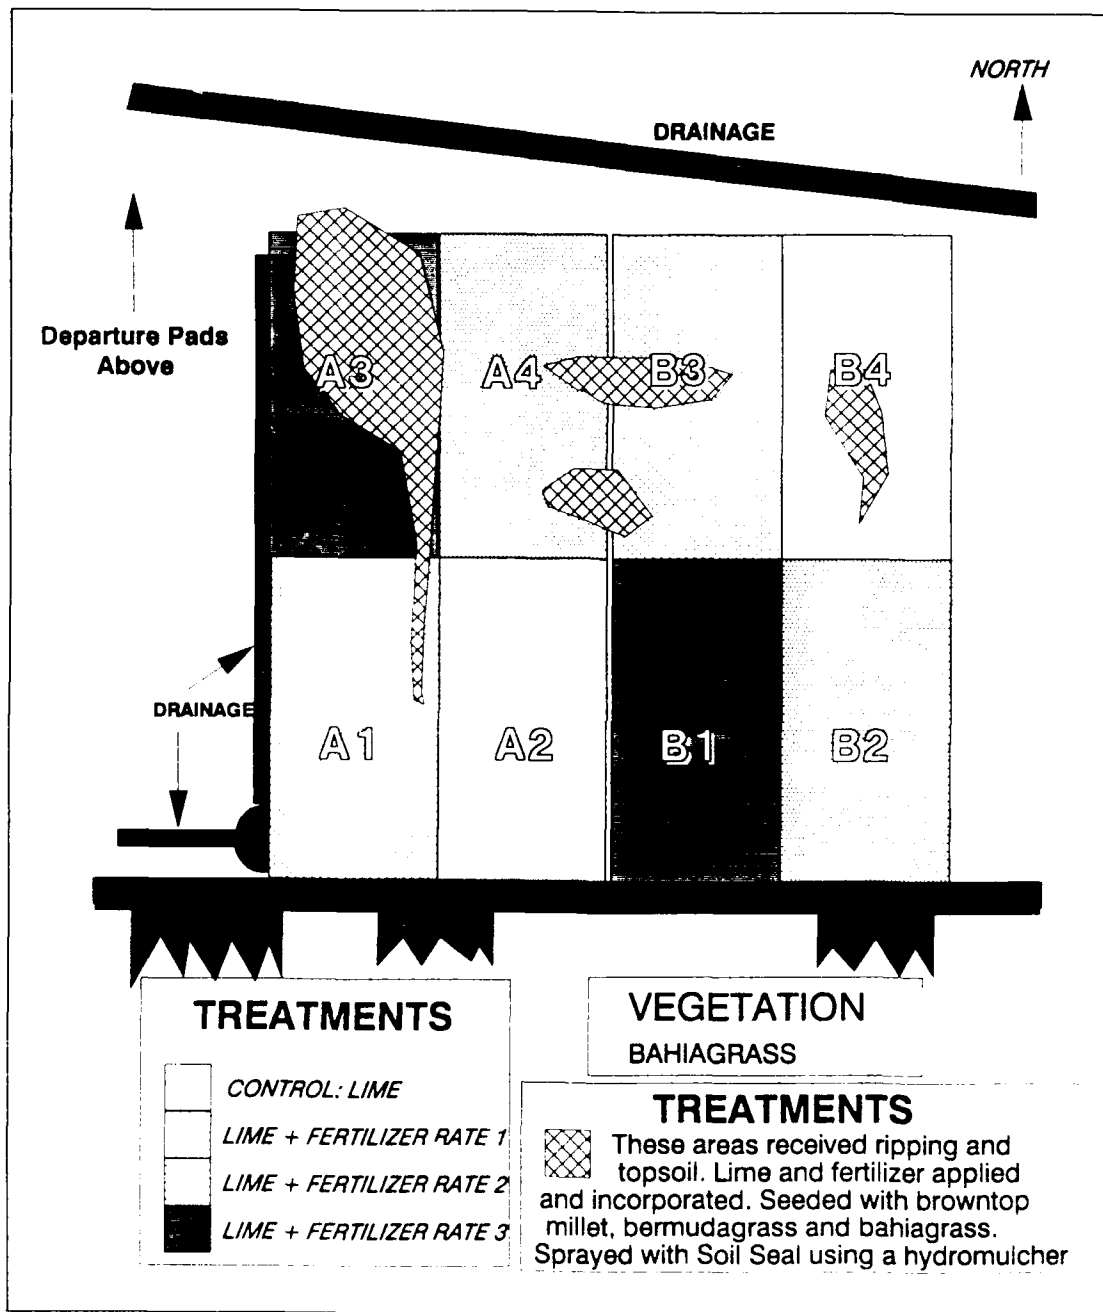 NORTH
DRAINAGE
Departure Pads
Above
A3
A4
B3
B4
DRAINAGE
A1
A2
B1
B2
TREATMENTS
CONTROL: LIME
LIME + FERTILIZER RATE 1
LIME + FERTILIZER RATE 2
LIME + FERTILIZER RATE 3
VEGETATION
BAHIAGRASS
TREATMENTS
These areas received ripping and
topsoil. Lime and fertilizer applied
and incorporated. Seeded with browntop
millet, bermudagrass and bahiagrass.
Sprayed with Soil Seal using a hydromulcher